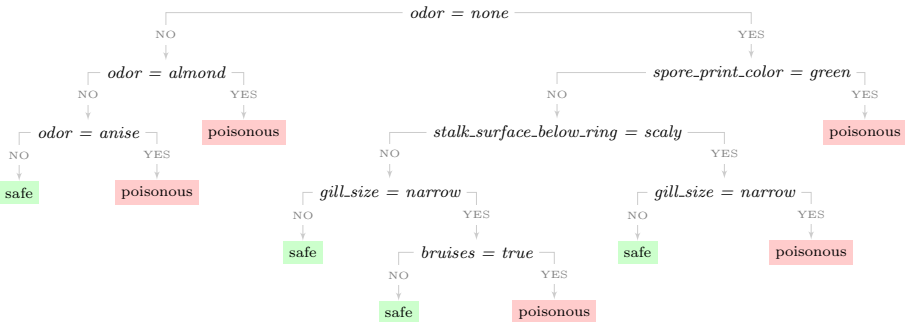 odor = none
NO
YES
odor = almond
spore_print_color = green
NO
YES
NO
YES
odor = anise
poisonous
stalk_surface_below_ring = scaly
poisonous
NO
YES
NO
YES
safe
poisonous
gill_size = narrow
gill_size = narrow
NO
YES
NO
YES
safe
bruises = true
safe
poisonous
NO
YES
safe
poisonous